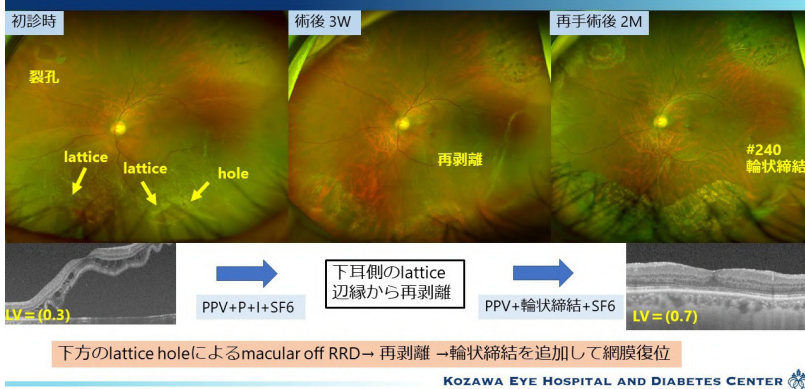 初診時
術後 3W
再手術後 2M
裂孔
lattice
lattice
hole
再剥離
#240
輪状締結
LV=(0.3)
PPV+P+I+SF6
下耳側のlattice
辺縁から再剥離
PPV+輪状締結+SF6
LV=(0.7)
下方のlattice holeによるmacular off RRD→ 再剥離 →輪状締結を追加して網膜復位
KOZAWA EYE HOSPITAL AND DIABETES CENTER